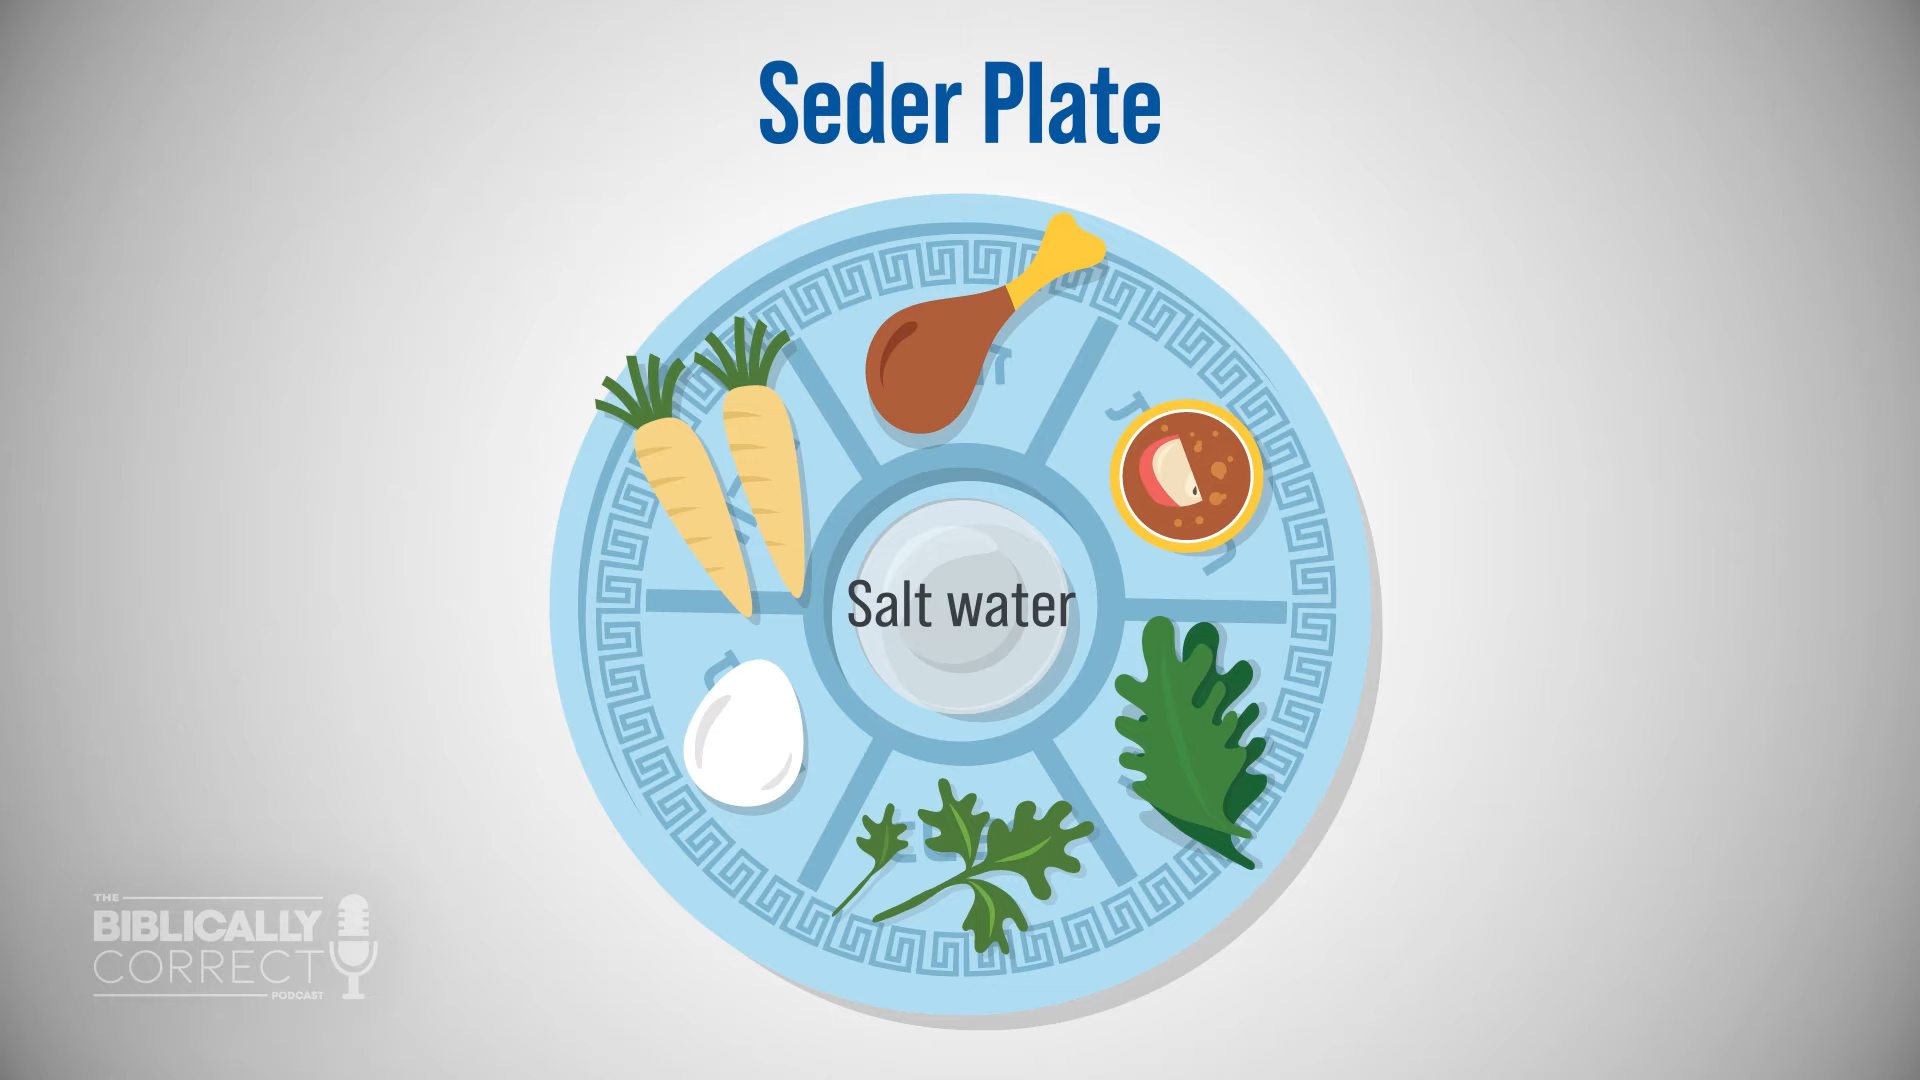 Seder Plate
Salt water
THE
BIBLICALLY
CORRECT
PODCAST